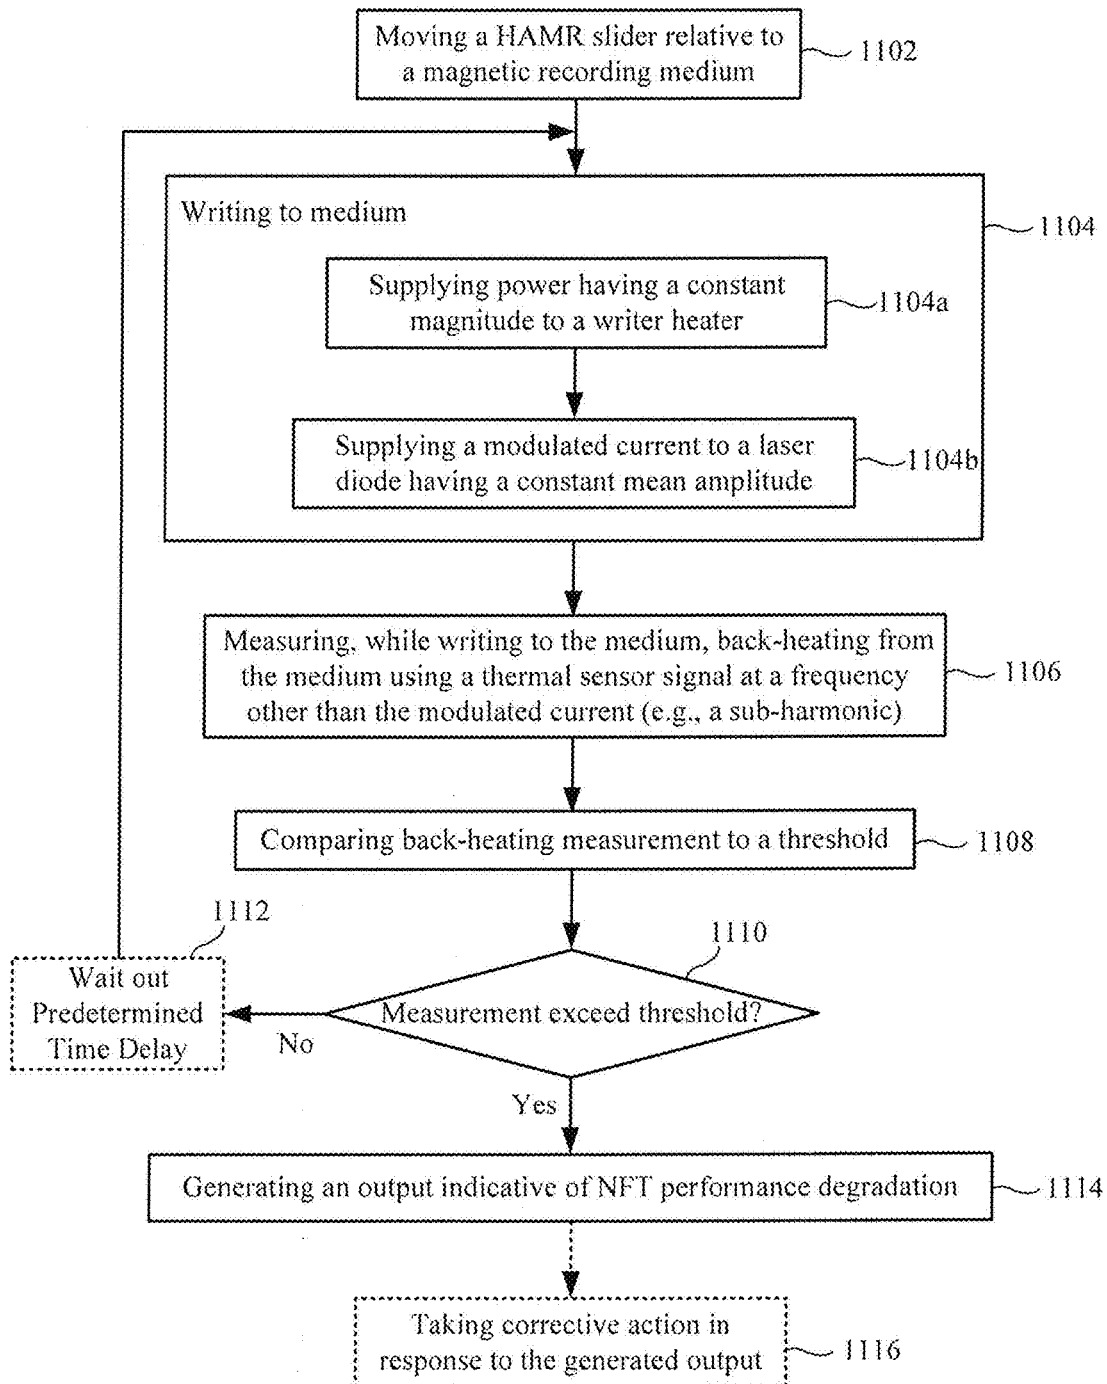 Moving a HAMR slider relative to
a magnetic recording medium
1102
Writing to medium
1104
Supplying power having a constant
magnitude to a writer heater
1104a
Supplying a modulated current to a laser
diode having a constant mean amplitude
1104b
Measuring, while writing to the medium, back-heating from
the medium using a thermal sensor signal at a frequency
other than the modulated current (e.g., a sub-harmonic)
1106
Comparing back-heating measurement to a threshold
1108
1112
Wait out
Predetermined
Time Delay
1110
Measurement exceed threshold?
No
Yes
Generating an output indicative of NFT performance degradation
1114
Taking corrective action in
response to the generated output
1116